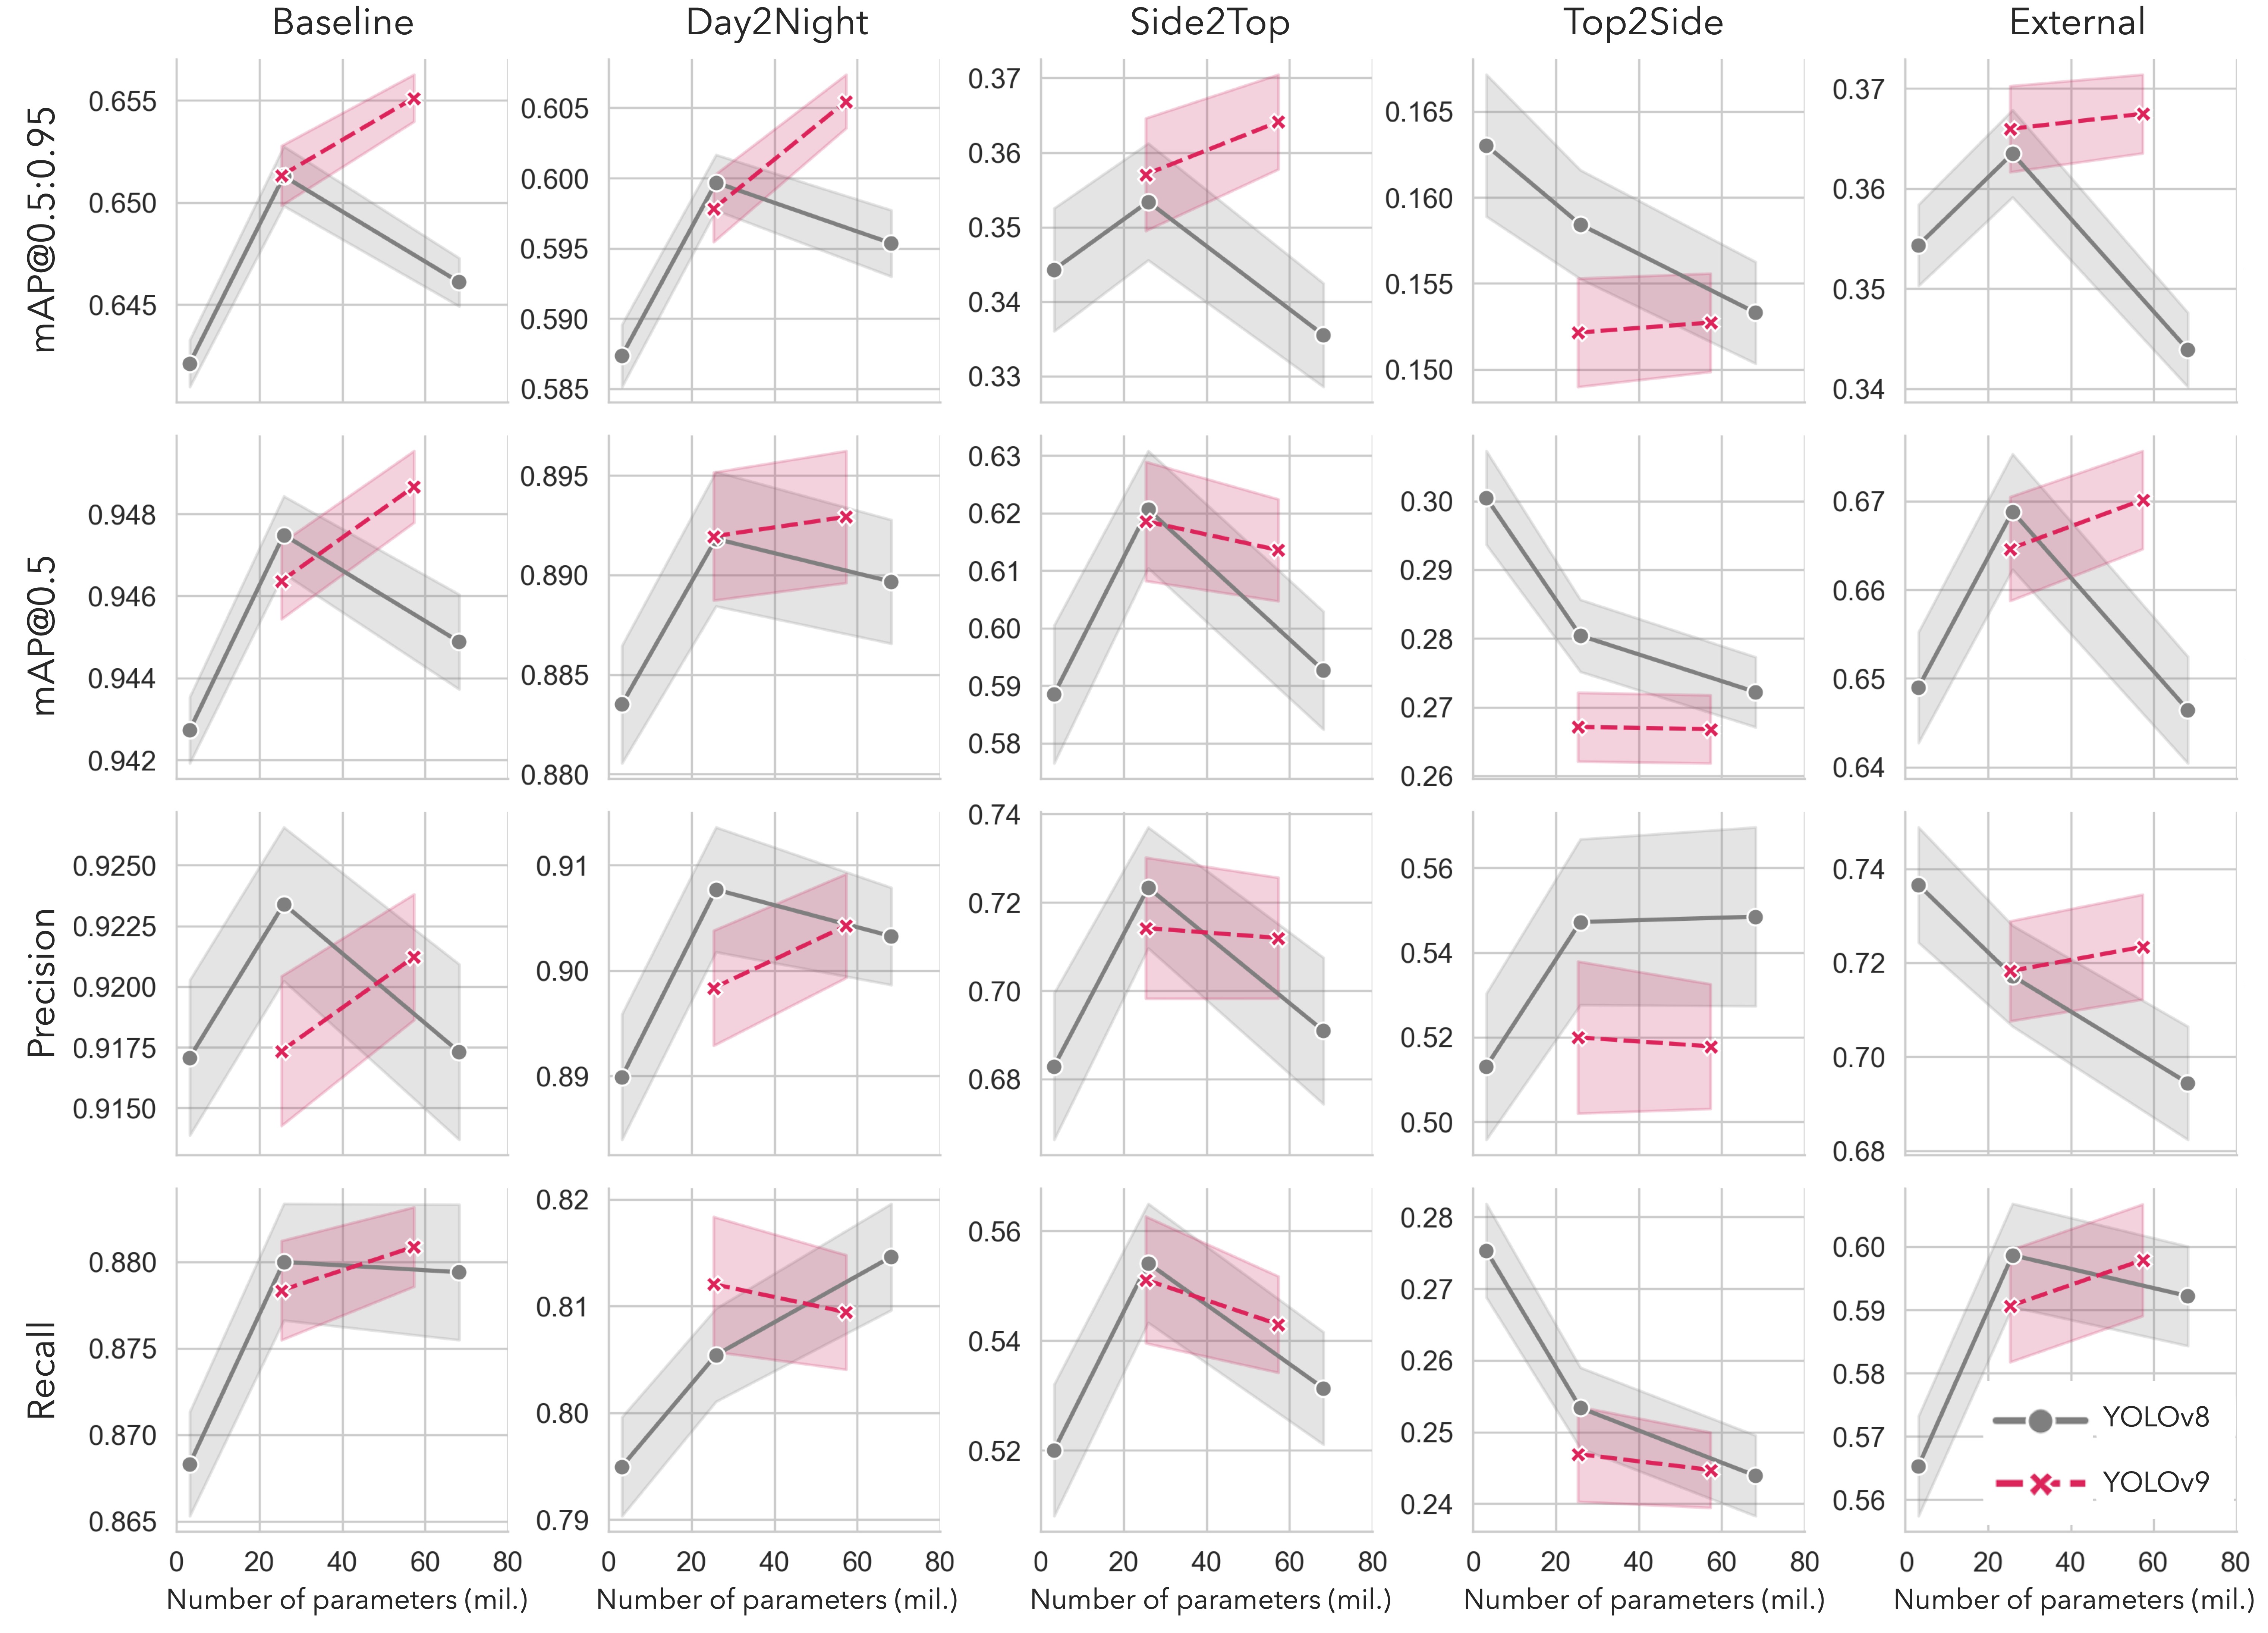 Baseline Day2Night Side2Top Top2Side External
mAP@0.5:0.95
0.655 0.650 0.645
0.605 0.600 0.595 0.590 0.585
0.37 0.36 0.35 0.34 0.33
0.165 0.160 0.155 0.150
0.37 0.36 0.35 0.34
mAP@0.5
0.948 0.946 0.944 0.942
0.895 0.890 0.885 0.880
0.63 0.62 0.61 0.60 0.59 0.58
0.30 0.29 0.28 0.27 0.26
0.67 0.66 0.65 0.64
Precision
0.9250 0.9225 0.9200 0.9175 0.9150
0.91 0.90 0.89
0.74 0.72 0.70 0.68
0.56 0.54 0.52 0.50
0.74 0.72 0.70 0.68
Recall
0.880 0.875 0.870 0.865
0.82 0.81 0.80 0.79
0.56 0.54 0.52
0.28 0.27 0.26 0.25 0.24
0.60 0.59 0.58 0.57 0.56
YOLOv8
YOLOv9
0 20 40 60 80 0 20 40 60 80 0 20 40 60 80 0 20 40 60 80 0 20 40 60 80
Number of parameters (mil.) Number of parameters (mil.) Number of parameters (mil.) Number of parameters (mil.) Number of parameters (mil.)